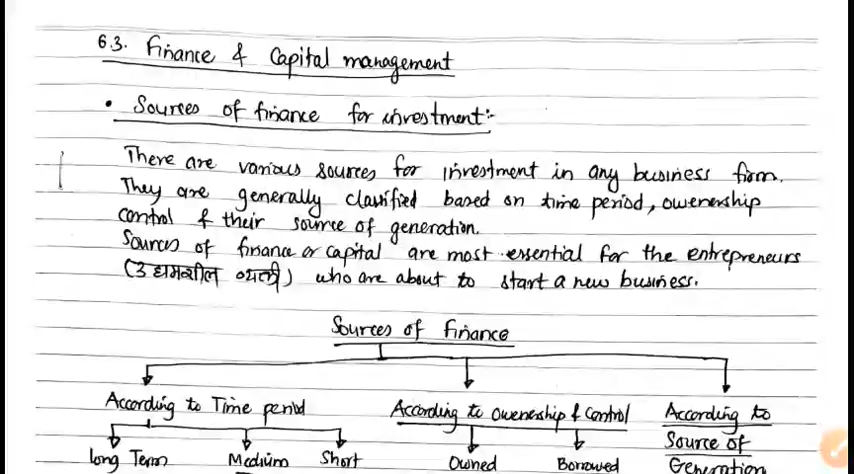 6.3. Finance & Capital management
• Sources of finance for investment:-
There are various sources for investment in any business firm.
They are generally classified based on time period, owenership
control & their source of generation.
Sources of finance or capital are most essential for the entrepreneurs
(उद्यमशील व्यक्ती) who are about to start a new business.
Sources of Finance
According to Time period According to Owenership & Control According to
Source of
Long Term Medium Short Owned Borrowed Generation